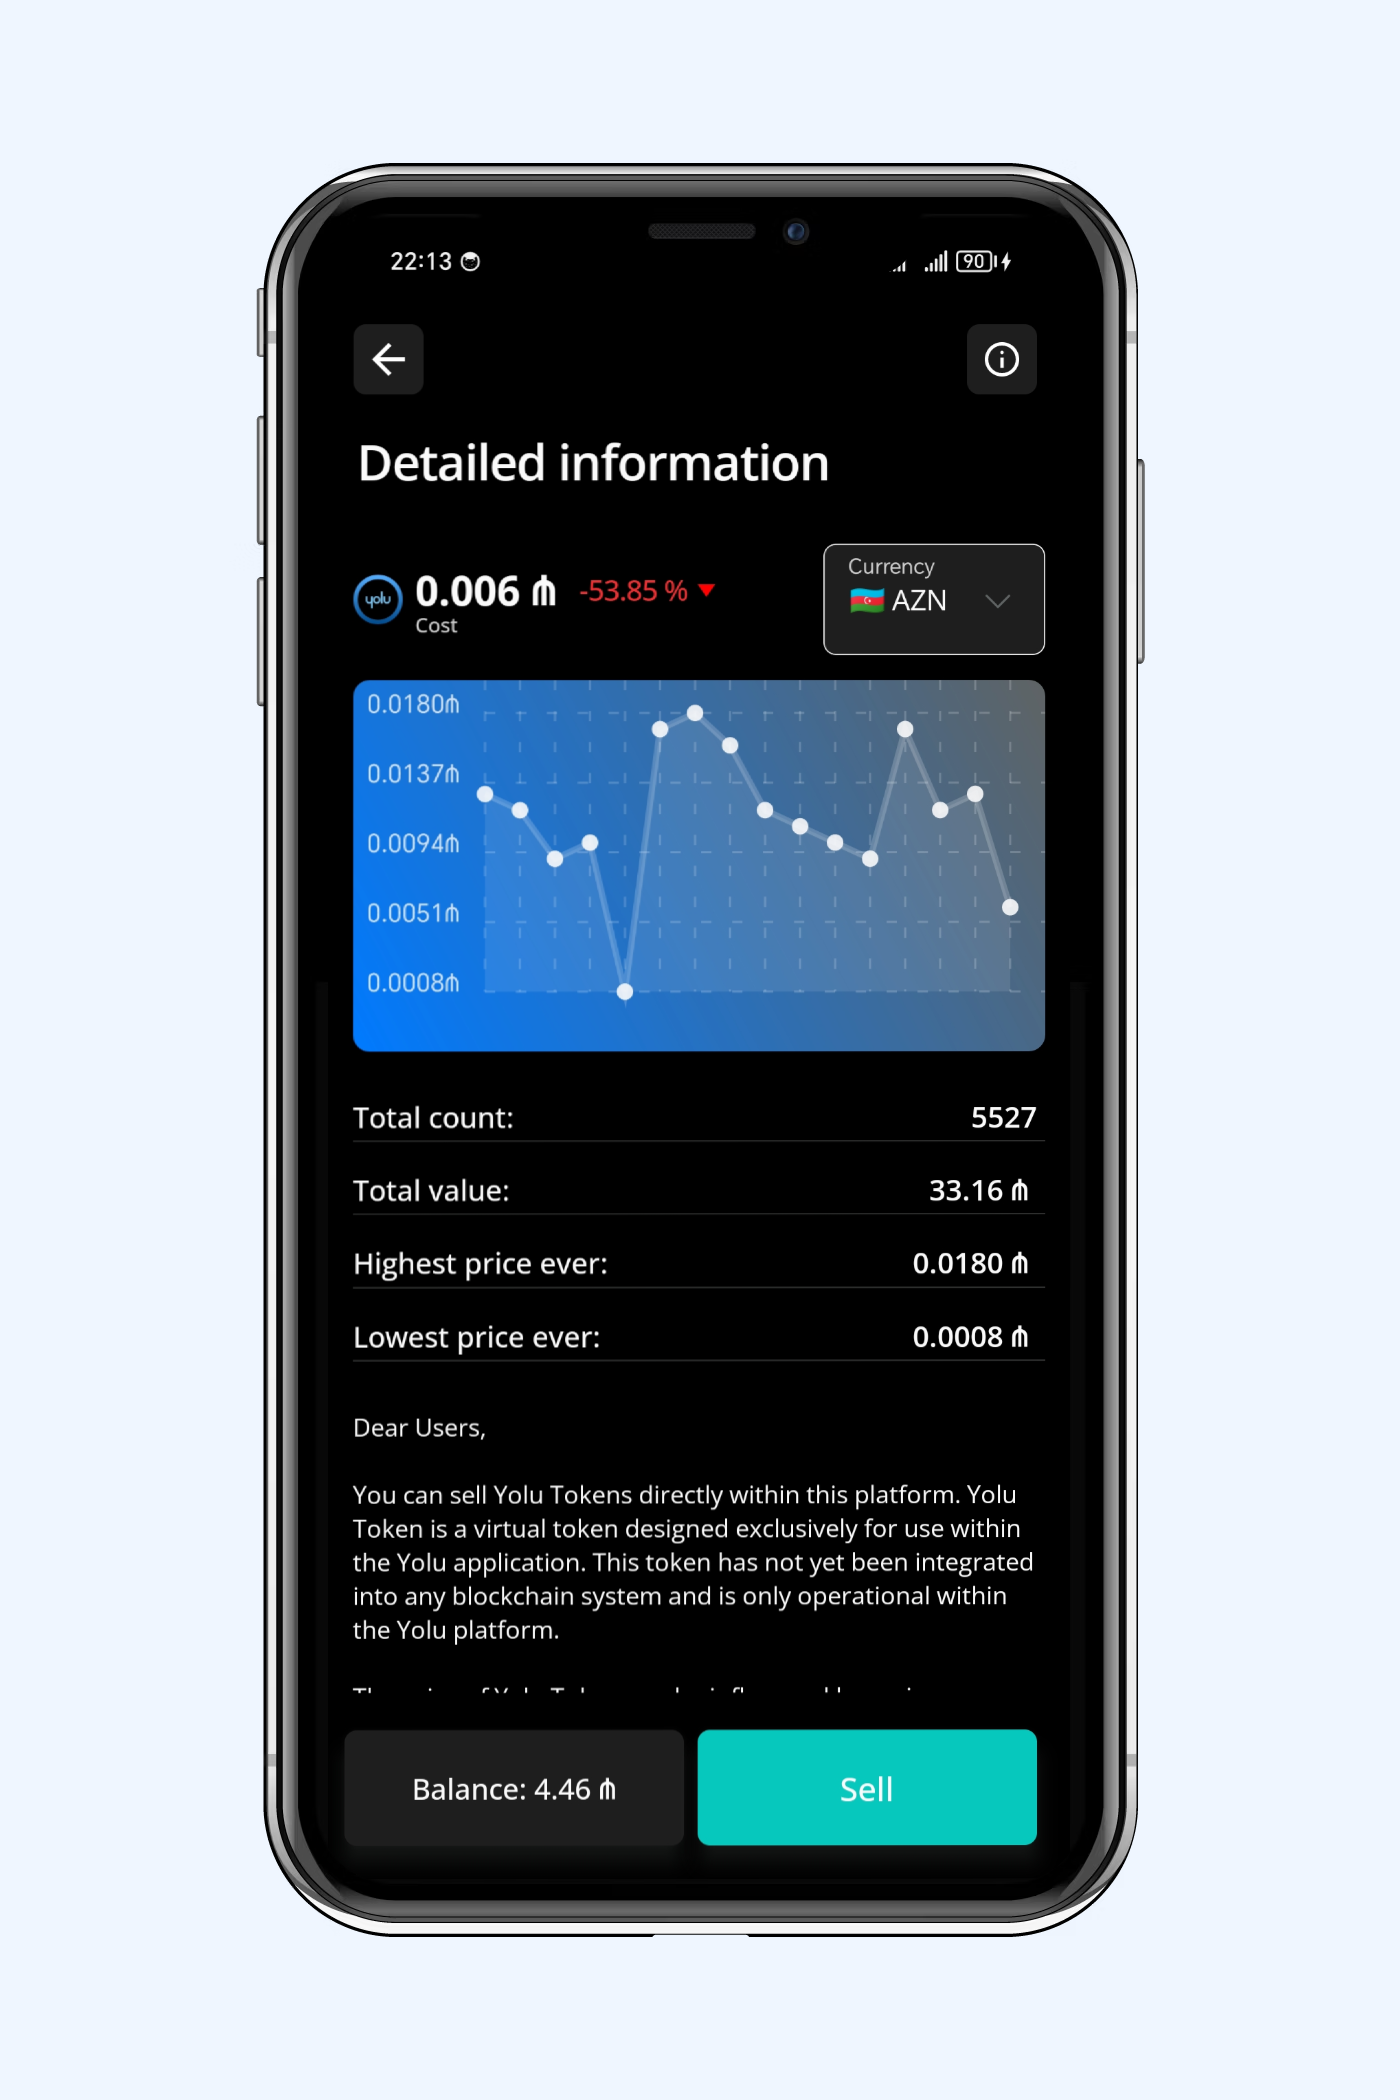 22:13
90
Detailed information
yolu
0.006 ₼ -53.85 %
Cost
Currency
🇦🇿 AZN
0.0180₼
0.0137₼
0.0094₼
0.0051₼
0.0008₼
Total count: 5527
Total value: 33.16 ₼
Highest price ever: 0.0180 ₼
Lowest price ever: 0.0008 ₼
Dear Users,
You can sell Yolu Tokens directly within this platform. Yolu
Token is a virtual token designed exclusively for use within
the Yolu application. This token has not yet been integrated
into any blockchain system and is only operational within
the Yolu platform.
Balance: 4.46 ₼
Sell